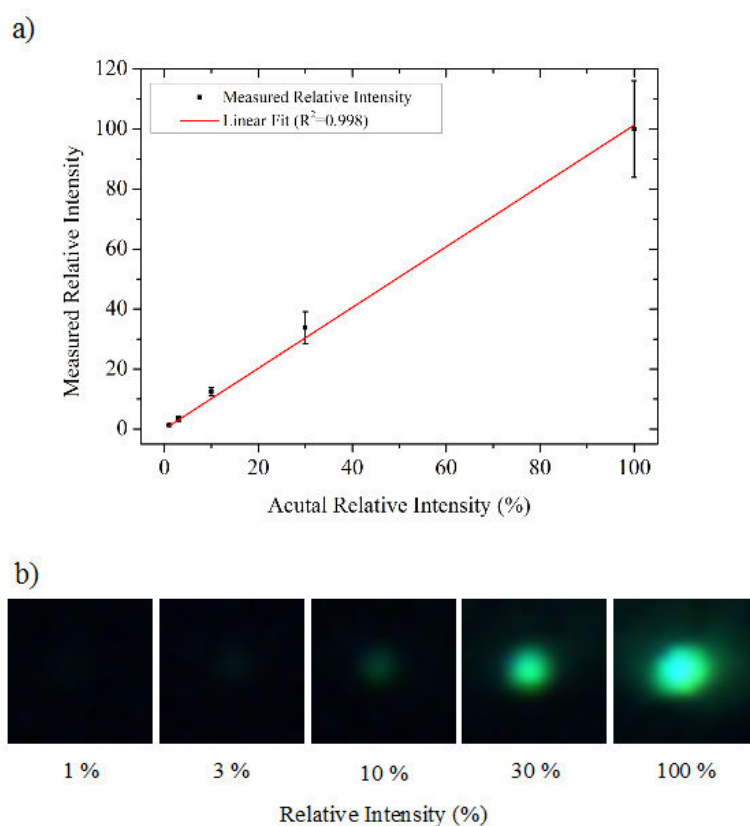 a)
120
100
80
60
40
20
0
Measured Relative Intensity
Measured Relative Intensity
Linear Fit (R²=0.998)
0 20 40 60 80 100
Acutal Relative Intensity (%)
b)
1 % 3 % 10 % 30 % 100 %
Relative Intensity (%)